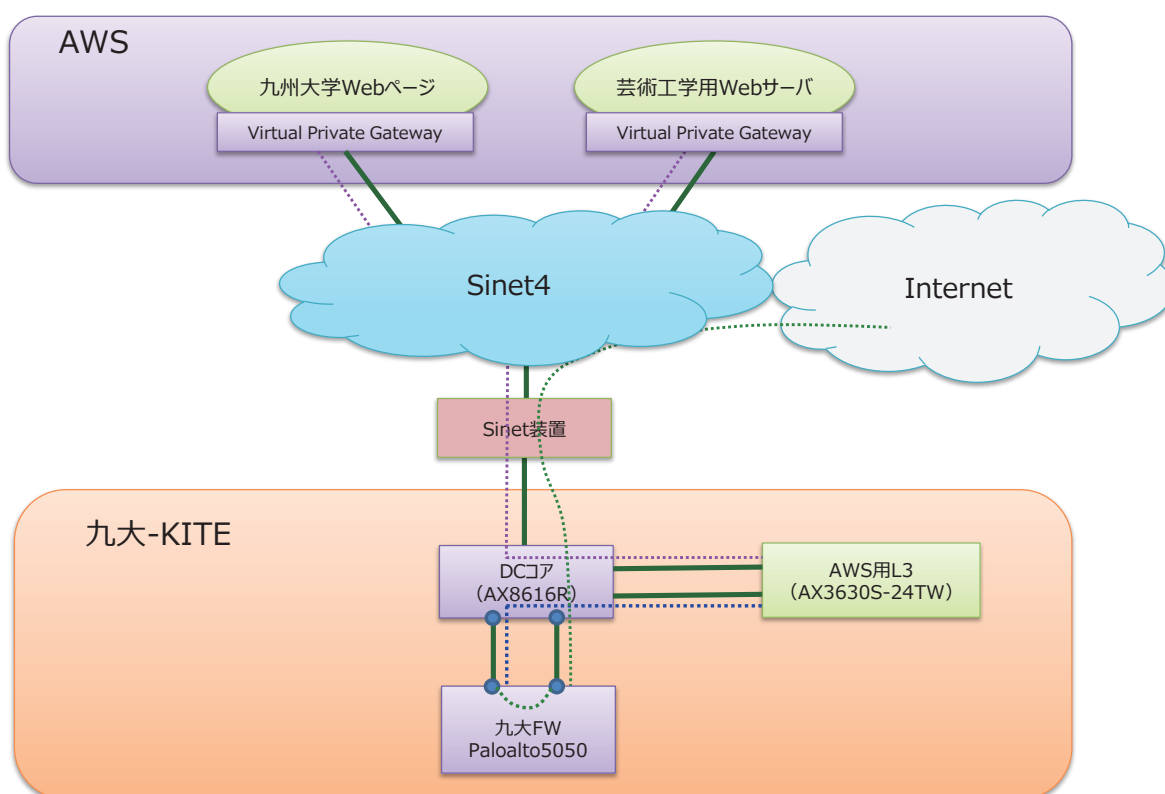 AWS
九州大学Webページ
芸術工学用Webサーバ
Virtual Private Gateway
Virtual Private Gateway
Sinet4
Internet
Sinet装置
九大-KITE
DCコア
（AX8616R）
AWS用L3
（AX3630S-24TW）
九大FW
Paloalto5050